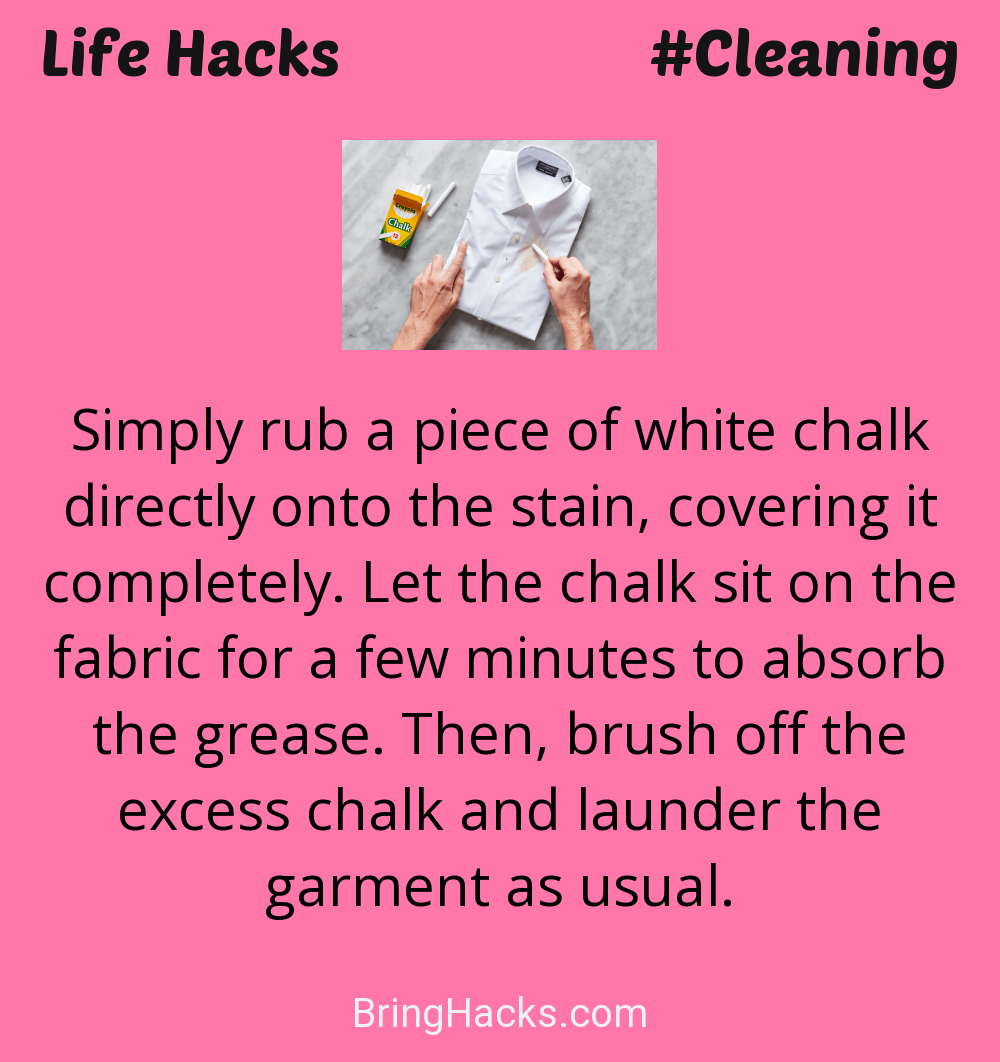 Life Hacks
#Cleaning
Crayola
Chalk
12
Simply rub a piece of white chalk
directly onto the stain, covering it
completely. Let the chalk sit on the
fabric for a few minutes to absorb
the grease. Then, brush off the
excess chalk and launder the
garment as usual.
BringHacks.com